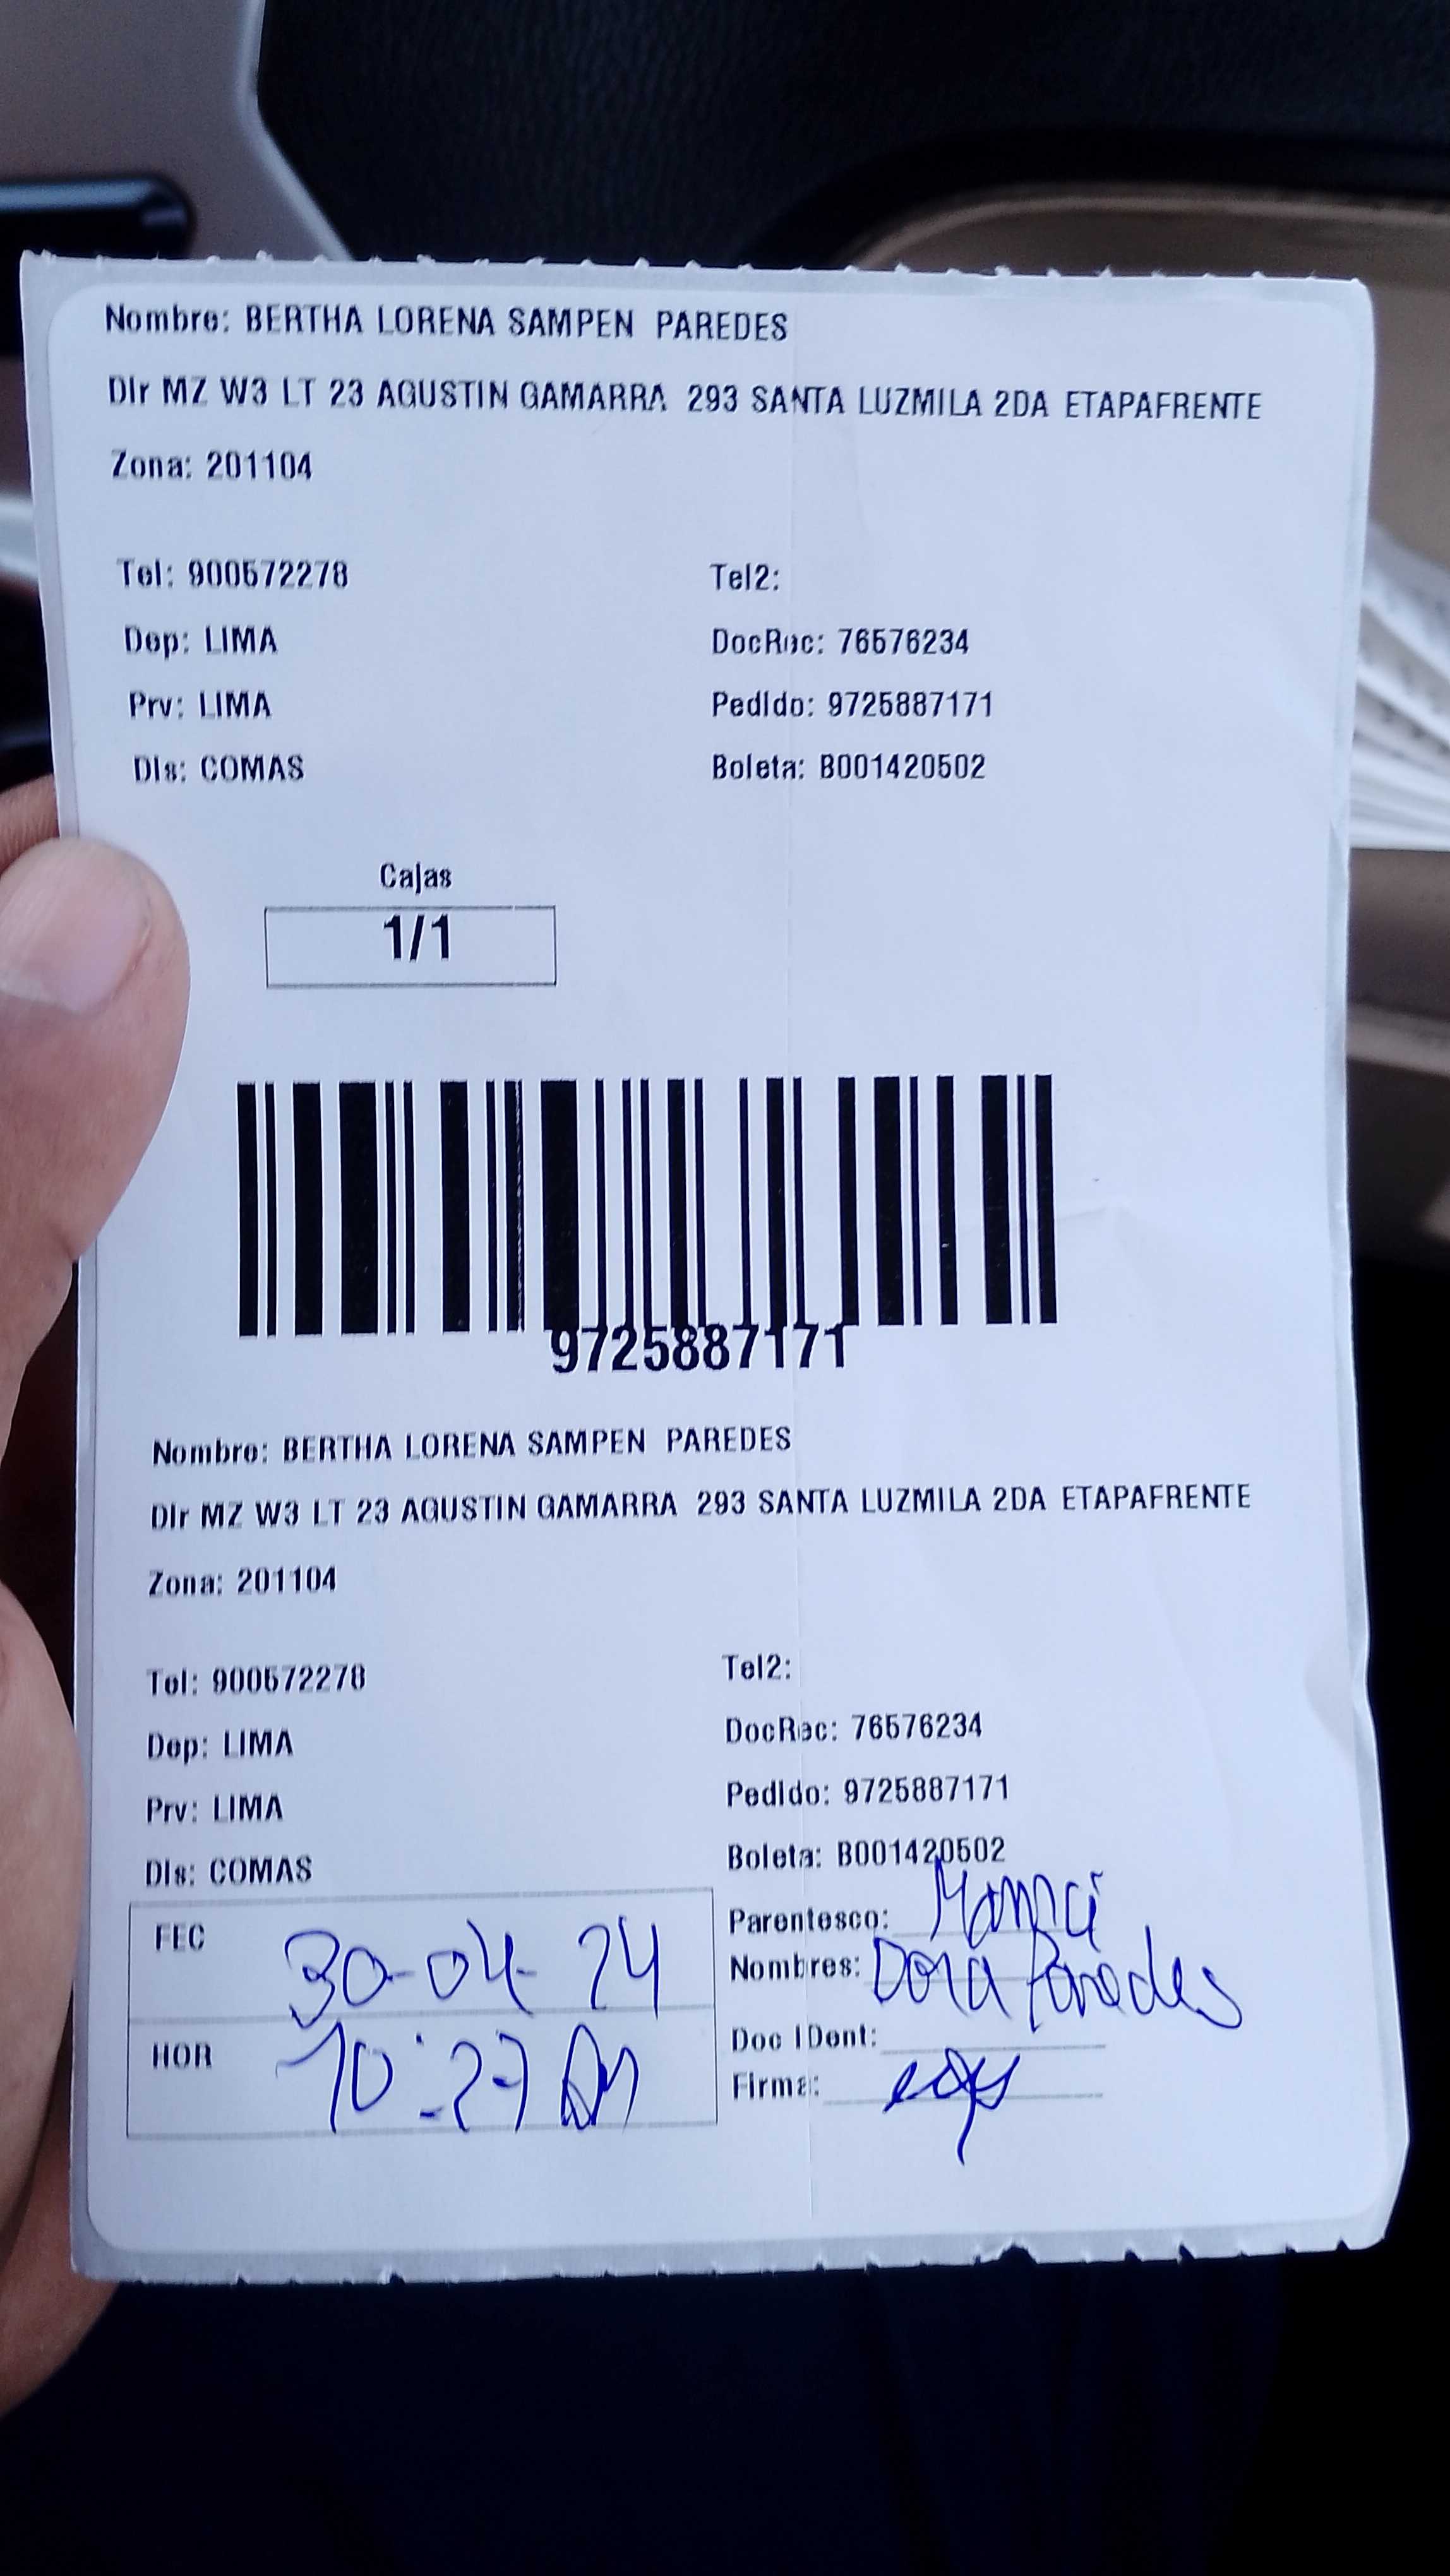 Nombre: BERTHA LORENA SAMPEN PAREDES
Dir MZ W3 LT 23 AGUSTIN GAMARRA 293 SANTA LUZMILA 2DA ETAPAFRENTE
Zona: 201104
Tel: 900572278 Tel2:
Dep: LIMA DocRec: 76576234
Prv: LIMA Pedido: 9725887171
Dis: COMAS Boleta: B001420502
Cajas
1/1
9725887171
Nombre: BERTHA LORENA SAMPEN PAREDES
Dir MZ W3 LT 23 AGUSTIN GAMARRA 293 SANTA LUZMILA 2DA ETAPAFRENTE
Zona: 201104
Tel: 900572278 Tel2:
Dep: LIMA DocRec: 76576234
Prv: LIMA Pedido: 9725887171
Dis: COMAS Boleta: B001420502
FEC 30-04-24
HOR 10:27 Am
Parentesco: Mamá
Nombres: Dora Paredes
Doc IDent:
Firma: